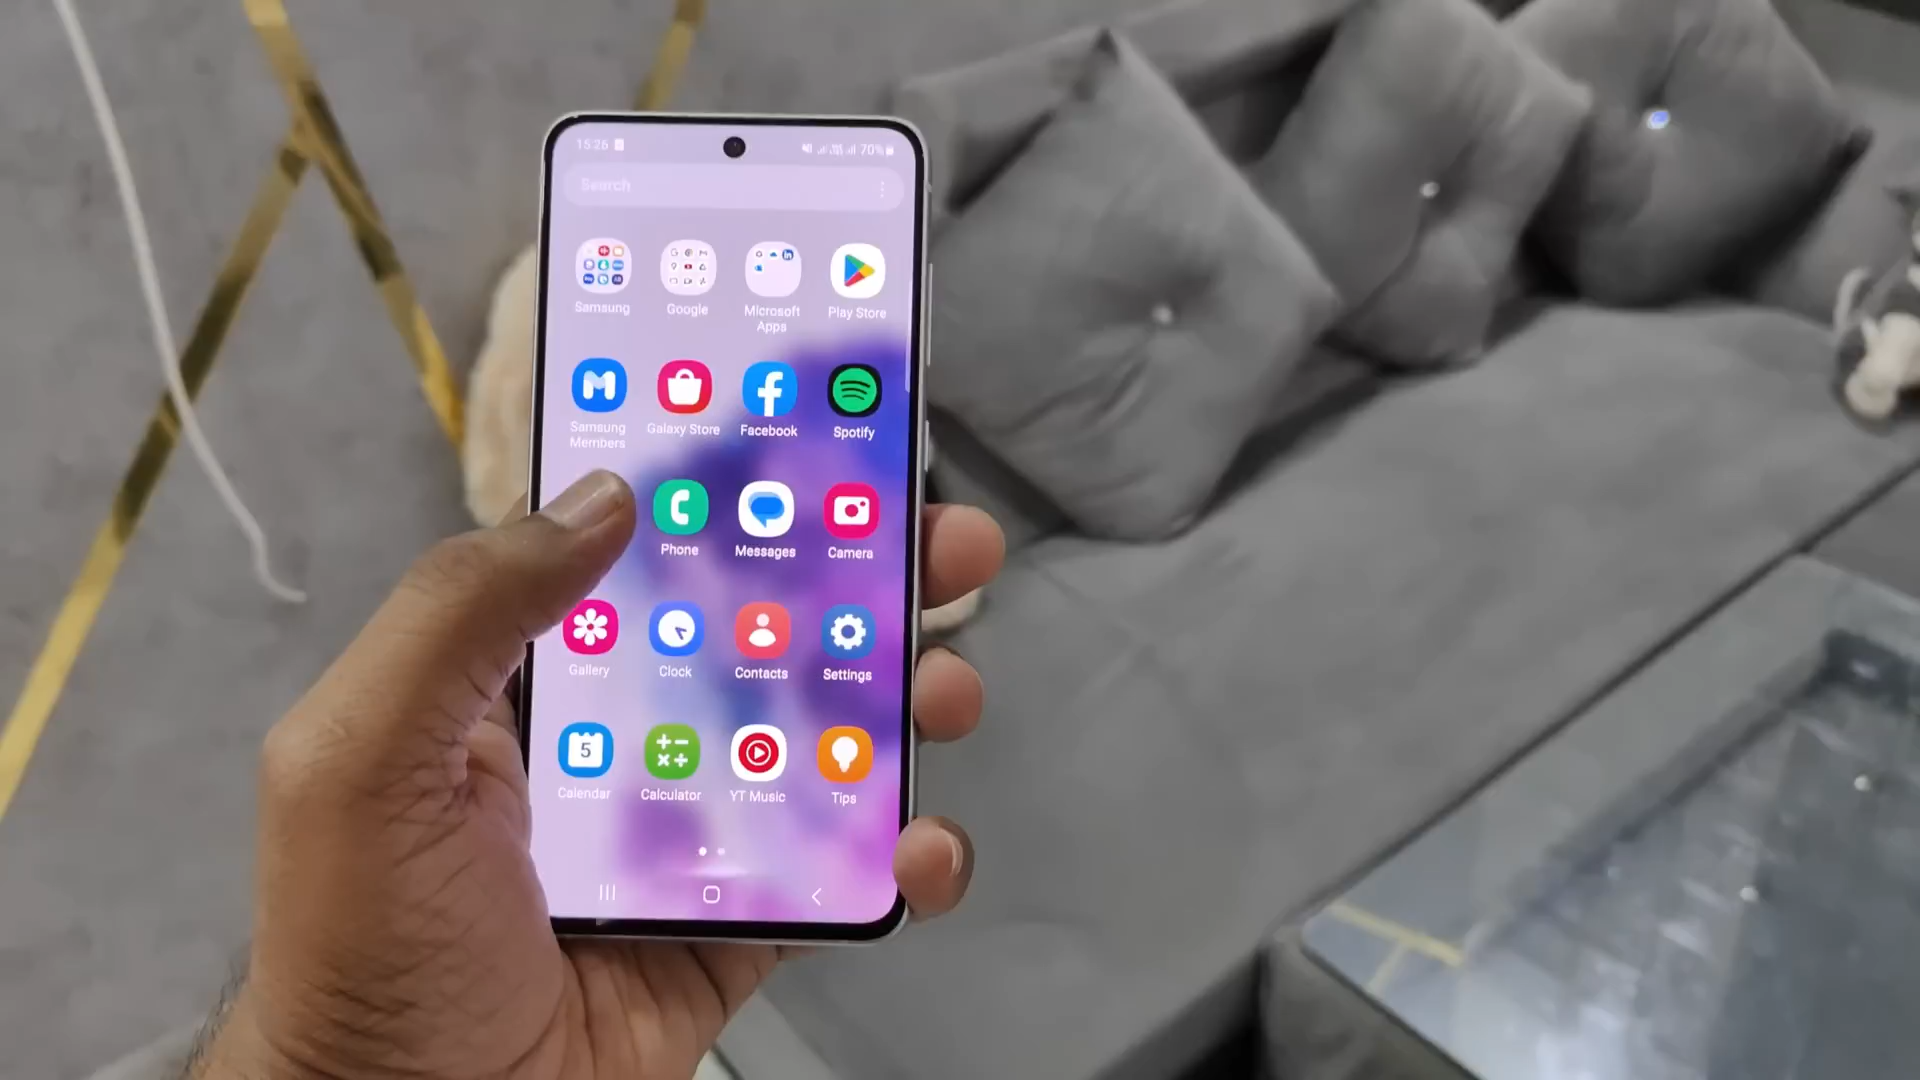 15:26
70%
Search
Samsung
Google
Microsoft
Apps
Play Store
Samsung
Members
Galaxy Store
Facebook
Spotify
Phone
Messages
Camera
Gallery
Clock
Contacts
Settings
5
Calendar
Calculator
YT Music
Tips